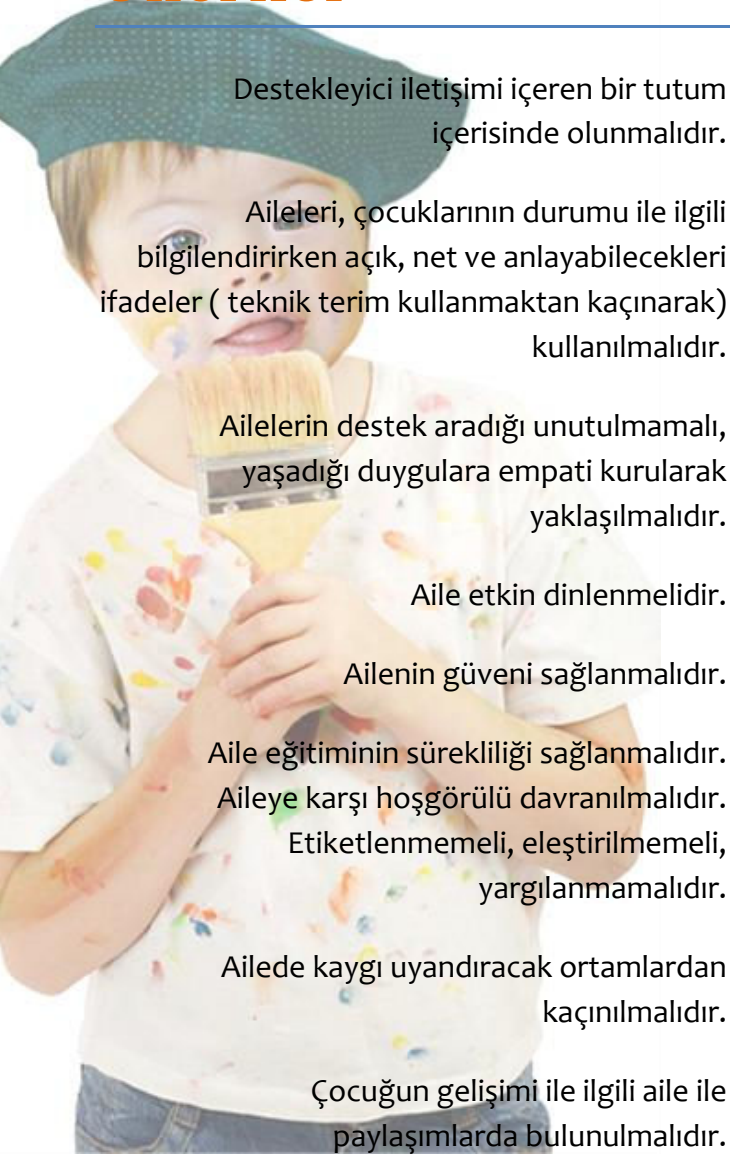 Destekleyici iletişimi içeren bir tutum
içerisinde olunmalıdır.
Aileleri, çocuklarının durumu ile ilgili
bilgilendirirken açık, net ve anlayabilecekleri
ifadeler ( teknik terim kullanmaktan kaçınarak)
kullanılmalıdır.
Ailelerin destek aradığı unutulmamalı,
yaşadığı duygulara empati kurularak
yaklaşılmalıdır.
Aile etkin dinlenmelidir.
Ailenin güveni sağlanmalıdır.
Aile eğitiminin sürekliliği sağlanmalıdır.
Aileye karşı hoşgörülü davranılmalıdır.
Etiketlenmemeli, eleştirilmemeli,
yargılanmamalıdır.
Ailede kaygı uyandıracak ortamlardan
kaçınılmalıdır.
Çocuğun gelişimi ile ilgili aile ile
paylaşımlarda bulunulmalıdır.